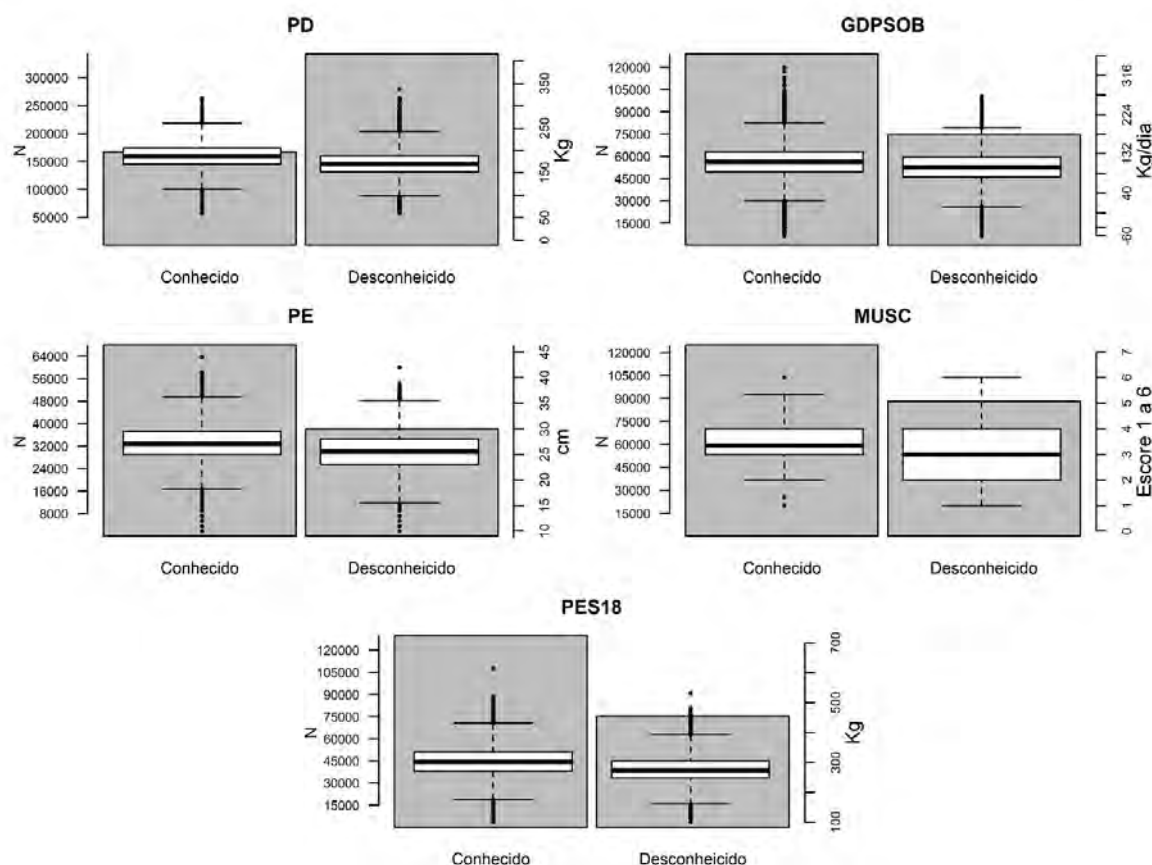 PD
300000
250000
200000
150000
100000
50000
N
350
250
150
50
0
Kg
Conhecido
Desconheicido
GDPSOB
120000
105000
90000
75000
60000
45000
30000
15000
N
316
224
132
40
-60
Kg/dia
Conhecido
Desconheicido
PE
64000
56000
48000
40000
32000
24000
16000
8000
N
45
40
35
30
25
20
15
10
cm
Conhecido
Desconheicido
MUSC
120000
105000
90000
75000
60000
45000
30000
15000
N
7
6
5
4
3
2
1
0
Escore 1 a 6
Conhecido
Desconheicido
PES18
120000
105000
90000
75000
60000
45000
30000
15000
N
700
500
300
100
Kg
Conhecido
Desconheicido